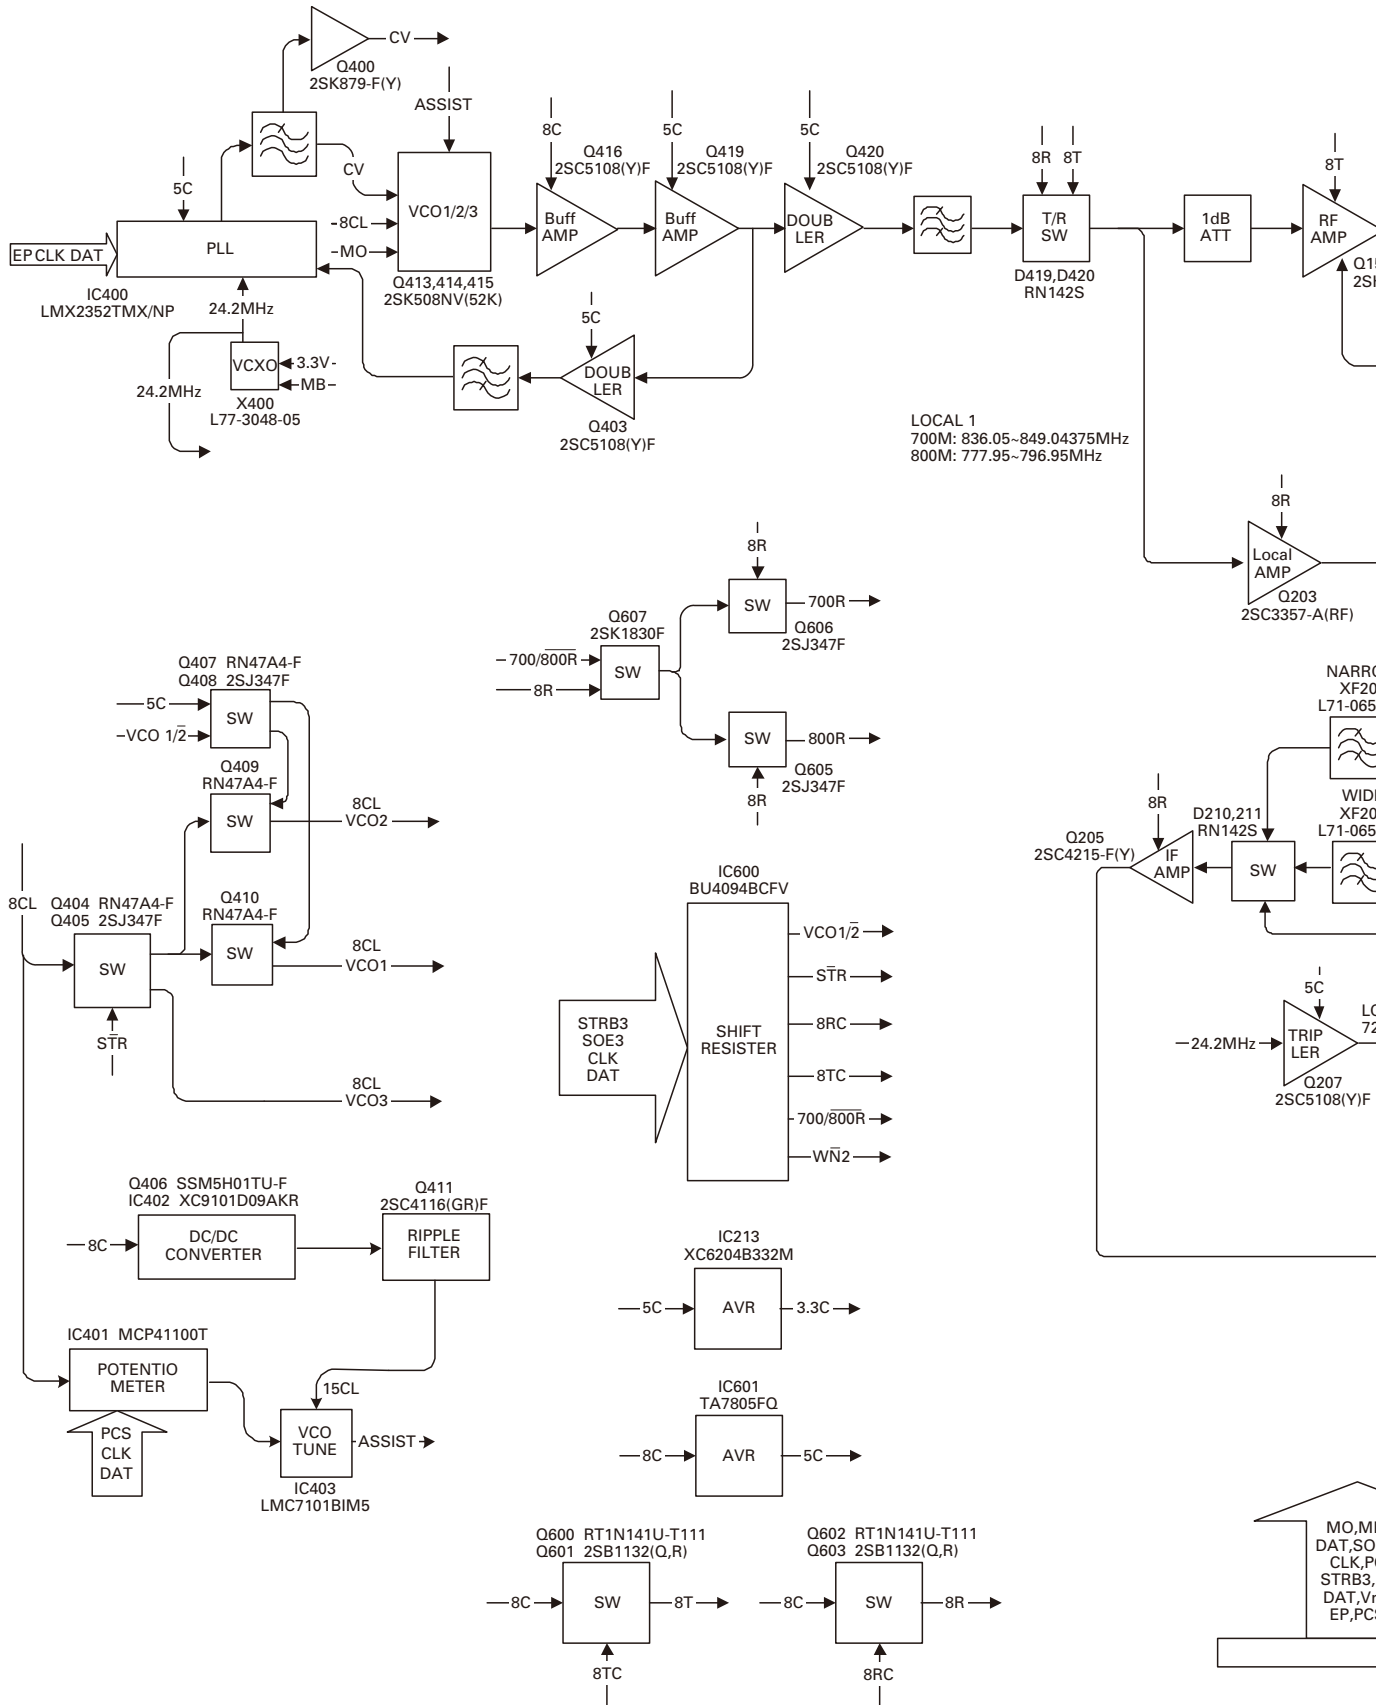 CV
Q400
2SK879-F(Y)
ASSIST
5C
CV
8CL
MO
VCO1/2/3
Q413,414,415
2SK508NV(52K)
8C
Q416
2SC5108(Y)F
Buff
AMP
5C
Q419
2SC5108(Y)F
Buff
AMP
5C
Q420
2SC5108(Y)F
DOUB
LER
8R
8T
T/R
SW
D419,D420
RN142S
1dB
ATT
8T
RF
AMP
EP CLK DAT
PLL
IC400
LMX2352TMX/NP
24.2MHz
VCXO
3.3V
MB
X400
L77-3048-05
24.2MHz
5C
DOUB
LER
Q403
2SC5108(Y)F
LOCAL 1
700M: 836.05~849.04375MHz
800M: 777.95~796.95MHz
8R
Local
AMP
Q203
2SC3357-A(RF)
8R
SW
700R
Q606
2SJ347F
Q607
2SK1830F
700/8̅0̅0̅R̅
8R
SW
SW
800R
Q605
2SJ347F
8R
Q407 RN47A4-F
Q408 2SJ347F
5C
VCO 1/2̅
SW
Q409
RN47A4-F
SW
8CL
VCO2
8CL
Q404 RN47A4-F
Q405 2SJ347F
SW
S̅T̅R
Q410
RN47A4-F
SW
8CL
VCO1
8CL
VCO3
8R
Q205
2SC4215-F(Y)
IF
AMP
D210,211
RN142S
SW
IC600
BU4094BCFV
STRB3
SOE3
CLK
DAT
SHIFT
RESISTER
VCO1/2̅
ST̅R
8RC
8TC
700/8̅0̅0̅R̅
WN̅2
5C
24.2MHz
TRIP
LER
Q207
2SC5108(Y)F
Q406 SSM5H01TU-F
IC402 XC9101D09AKR
8C
DC/DC
CONVERTER
Q411
2SC4116(GR)F
RIPPLE
FILTER
IC213
XC6204B332M
5C
AVR
3.3C
IC401 MCP41100T
POTENTIO
METER
PCS
CLK
DAT
15CL
VCO
TUNE
ASSIST
IC403
LMC7101BIM5
IC601
TA7805FQ
8C
AVR
5C
Q600 RT1N141U-T111
Q601 2SB1132(Q,R)
8C
SW
8T
8TC
Q602 RT1N141U-T111
Q603 2SB1132(Q,R)
8C
SW
8R
8RC
CLK
STRB3,